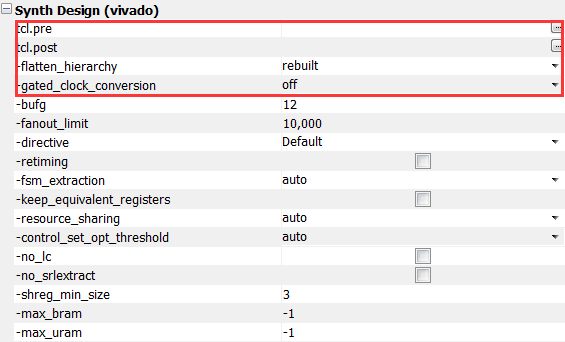 Synth Design (vivado)
tcl.pre
tcl.post
-flatten_hierarchy rebuilt
-gated_clock_conversion off
-bufg 12
-fanout_limit 10,000
-directive Default
-retiming
-fsm_extraction auto
-keep_equivalent_registers
-resource_sharing auto
-control_set_opt_threshold auto
-no_lc
-no_srlextract
-shreg_min_size 3
-max_bram -1
-max_uram -1